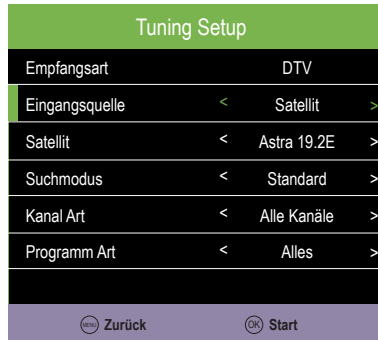 Tuning Setup
Empfangsart DTV
Eingangsquelle < Satellit >
Satellit < Astra 19.2E >
Suchmodus < Standard >
Kanal Art < Alle Kanäle >
Programm Art < Alles >
MENU Zurück OK Start